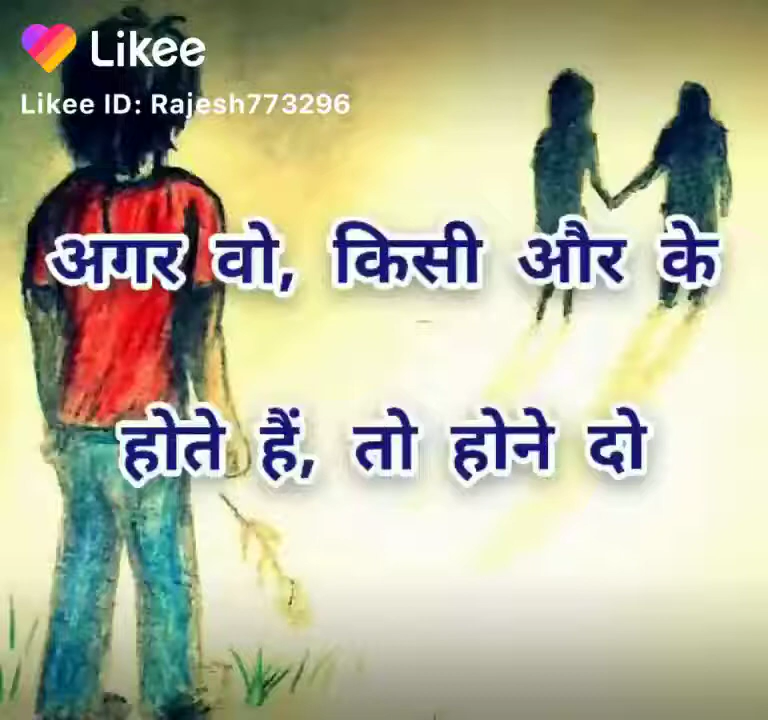 Likee
Likee ID: Rajesh773296
अगर वो, किसी और के
होते हैं, तो होने दो